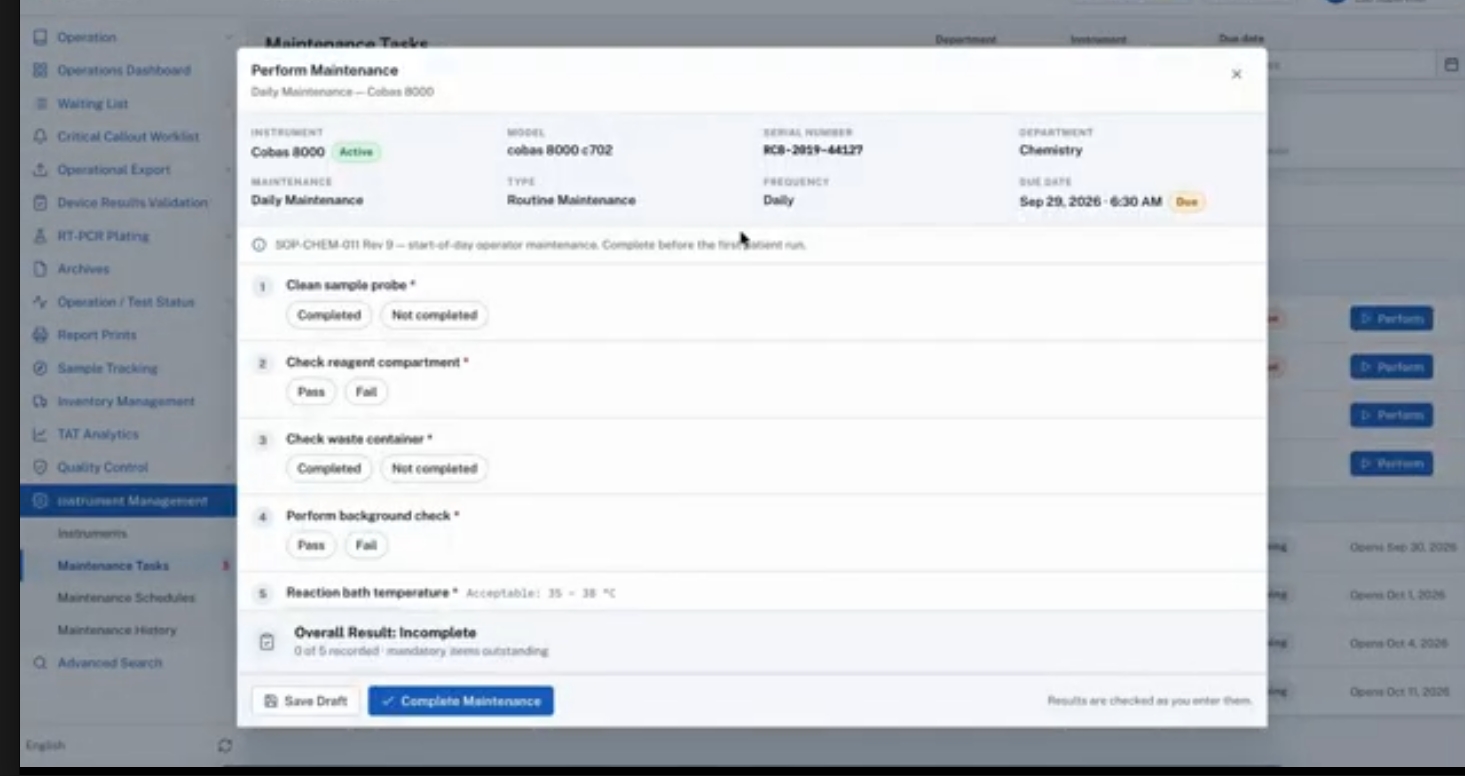 Operation
Operations Dashboard
Waiting List
Critical Callout Worklist
Operational Export
Device Results Validation
RT-PCR Plating
Archives
Operation / Test Status
Report Prints
Sample Tracking
Inventory Management
TAT Analytics
Quality Control
Instrument Management
Instruments
Maintenance Tasks
Maintenance Schedules
Maintenance History
Advanced Search
English
Maintenance Tasks
Department Instrument Due date
Perform Maintenance
Daily Maintenance — Cobas 8000
INSTRUMENT MODEL SERIAL NUMBER DEPARTMENT
Cobas 8000 Active cobas 8000 c702 RC8-2019-44127 Chemistry
MAINTENANCE TYPE FREQUENCY DUE DATE
Daily Maintenance Routine Maintenance Daily Sep 29, 2026 · 6:30 AM Due
SOP-CHEM-011 Rev 9 — start-of-day operator maintenance. Complete before the first patient run.
1 Clean sample probe *
Completed Not completed
2 Check reagent compartment *
Pass Fail
3 Check waste container *
Completed Not completed
4 Perform background check *
Pass Fail
5 Reaction bath temperature * Acceptable: 35 – 38 °C
Overall Result: Incomplete
0 of 5 recorded · mandatory items outstanding
Save Draft Complete Maintenance Results are checked as you enter them.
Perform
Perform
Perform
Perform
Opens Sep 30, 2026
Opens Oct 1, 2026
Opens Oct 4, 2026
Opens Oct 11, 2026